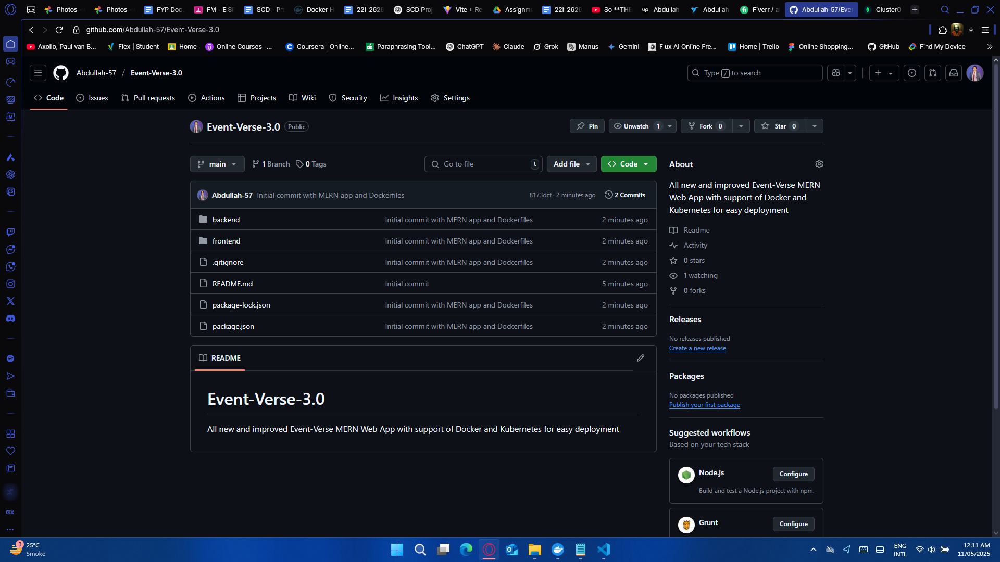 Photos -
Photos -
FYP Docu
FM - E SP
SCD - Pro
Docker H
22I-2626
SCD Proj
Vite + Re
Assignme
22I-2626
So **THE
Abdullah
Abdullah
Fiverr / al
Abdullah-57/Ever
Cluster0
github.com/Abdullah-57/Event-Verse-3.0
Axollo, Paul van B...
Flex | Student
Home
Online Courses -...
Coursera | Online...
Paraphrasing Tool...
ChatGPT
Claude
Grok
Manus
Gemini
Flux AI Online Fre...
Home | Trello
Online Shopping...
GitHub
Find My Device
Abdullah-57 / Event-Verse-3.0
Type / to search
Code
Issues
Pull requests
Actions
Projects
Wiki
Security
Insights
Settings
Event-Verse-3.0 Public
Pin
Unwatch 1
Fork 0
Star 0
main
1 Branch
0 Tags
Go to file t
Add file
Code
Abdullah-57 Initial commit with MERN app and Dockerfiles 8173dcf · 2 minutes ago 2 Commits
backend Initial commit with MERN app and Dockerfiles 2 minutes ago
frontend Initial commit with MERN app and Dockerfiles 2 minutes ago
.gitignore Initial commit with MERN app and Dockerfiles 2 minutes ago
README.md Initial commit 5 minutes ago
package-lock.json Initial commit with MERN app and Dockerfiles 2 minutes ago
package.json Initial commit with MERN app and Dockerfiles 2 minutes ago
README
Event-Verse-3.0
All new and improved Event-Verse MERN Web App with support of Docker and Kubernetes for easy deployment
About
All new and improved Event-Verse MERN
Web App with support of Docker and
Kubernetes for easy deployment
Readme
Activity
0 stars
1 watching
0 forks
Releases
No releases published
Create a new release
Packages
No packages published
Publish your first package
Suggested workflows
Based on your tech stack
Node.js
Configure
Build and test a Node.js project with npm.
Grunt
Configure
GX
3
25°C
Smoke
ENG
INTL
12:11 AM
11/05/2025